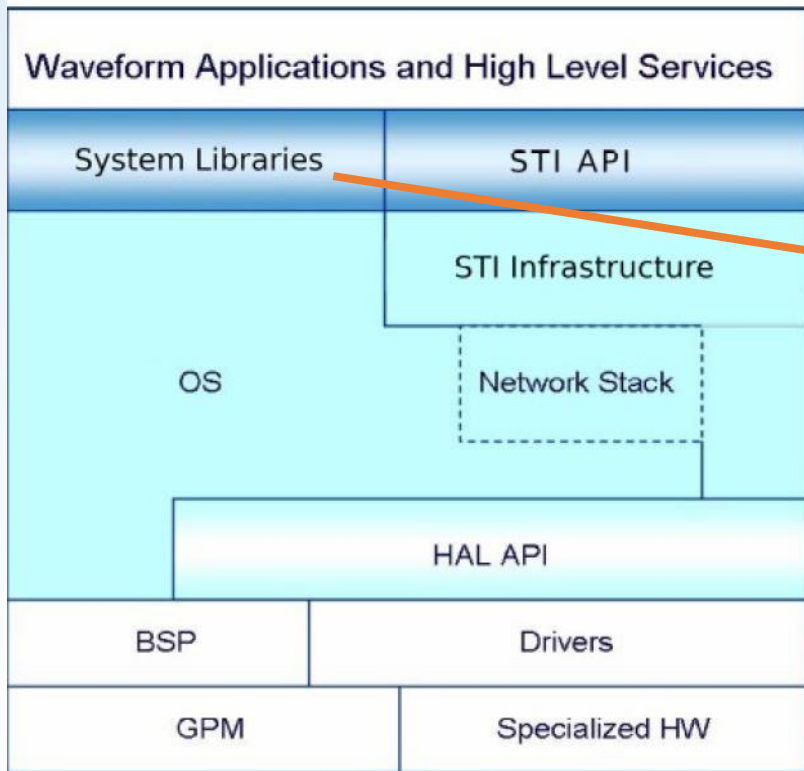 Waveform Applications and High Level Services
System Libraries
STI API
STI Infrastructure
OS
Network Stack
HAL API
BSP
Drivers
GPM
Specialized HW